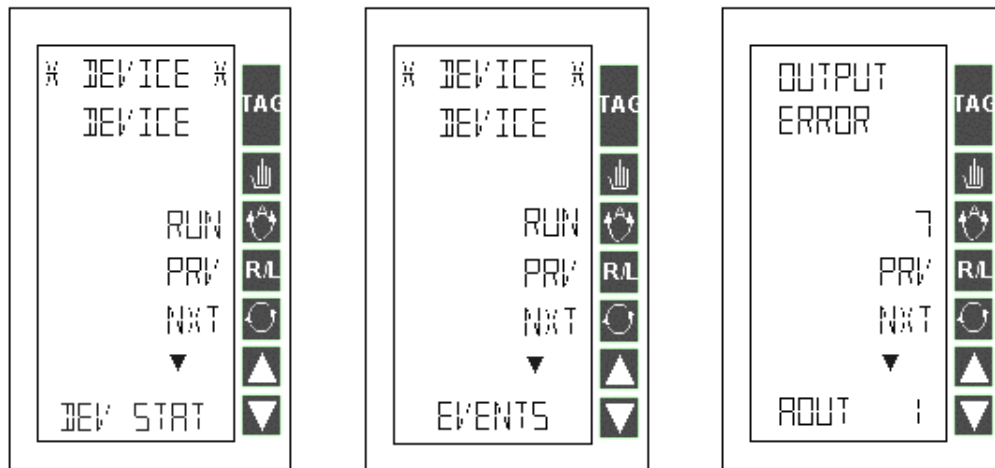 * DEVICE *
DEVICE
RUN
PRV
NXT
DEV STAT
TAG
A
R/L
* DEVICE *
DEVICE
RUN
PRV
NXT
EVENTS
TAG
A
R/L
OUTPUT
ERROR
7
PRV
NXT
AOUT 1
TAG
A
R/L